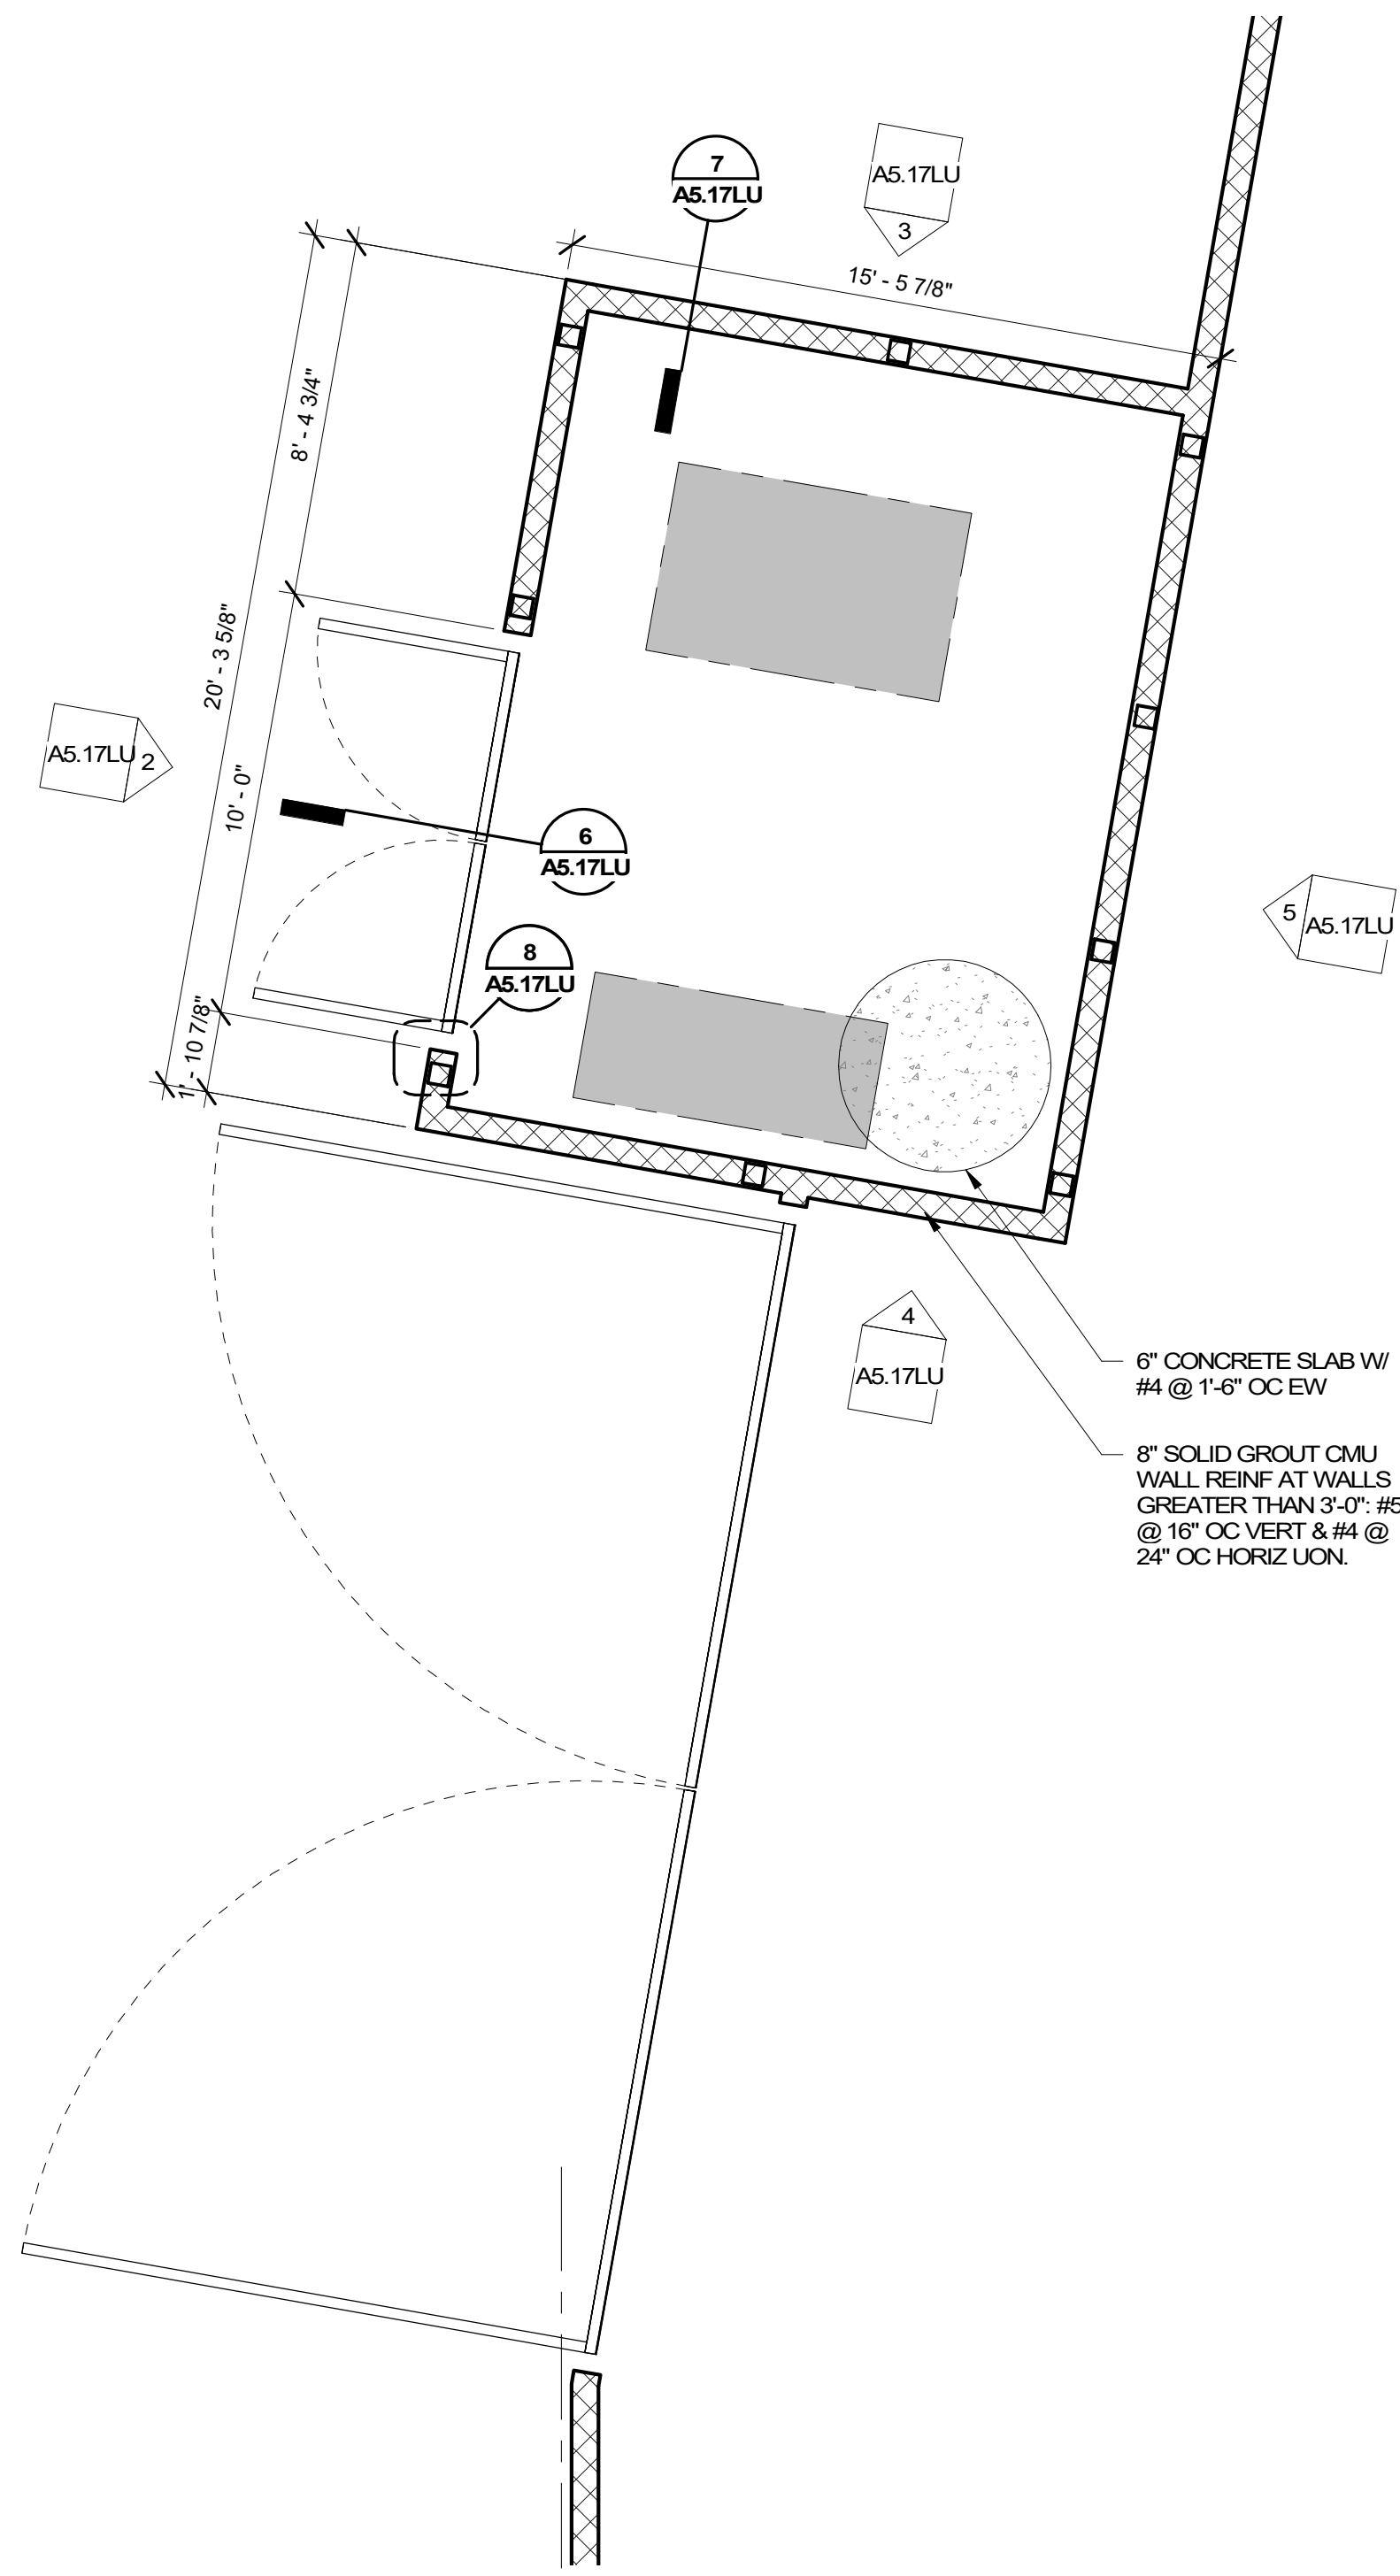 7
A5.17LU
A5.17LU
3
15' - 5 7/8"
8' - 4 3/4"
20' - 3 5/8"
A5.17LU
2
10' - 0"
6
A5.17LU
5
A5.17LU
8
A5.17LU
1' - 10 7/8"
4
A5.17LU
6" CONCRETE SLAB W/
#4 @ 1'-6" OC EW
8" SOLID GROUT CMU
WALL REINF AT WALLS
GREATER THAN 3'-0": #5
@ 16" OC VERT & #4 @
24" OC HORIZ UON.